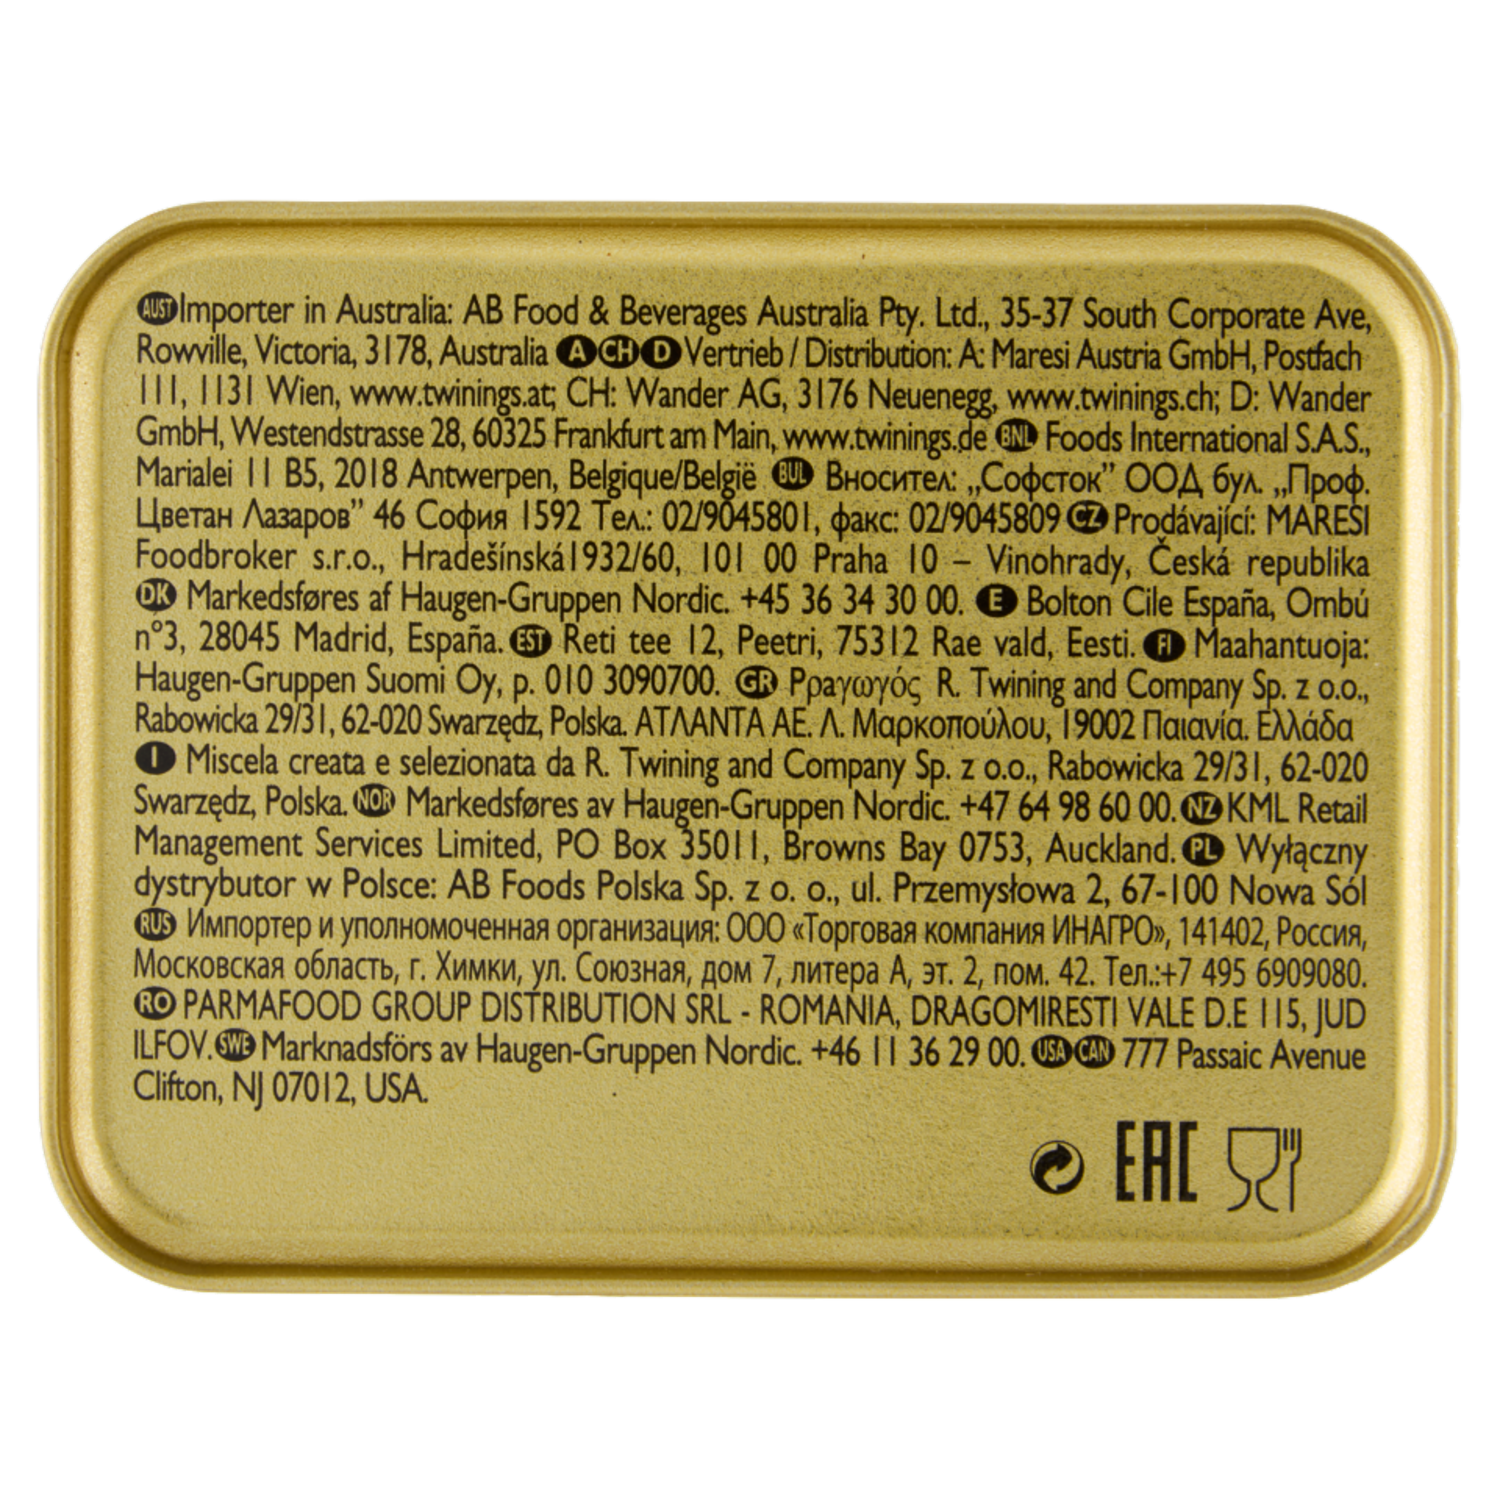 AUST Importer in Australia: AB Food & Beverages Australia Pty. Ltd., 35-37 South Corporate Ave,
Rowville, Victoria, 3178, Australia A CH D Vertrieb / Distribution: A: Maresi Austria GmbH, Postfach
111, 1131 Wien, www.twinings.at; CH: Wander AG, 3176 Neuenegg, www.twinings.ch; D: Wander
GmbH, Westendstrasse 28, 60325 Frankfurt am Main, www.twinings.de BNL Foods International S.A.S.,
Marialei 11 B5, 2018 Antwerpen, Belgique/België BUL Вносител: „Софсток” ООД бул. „Проф.
Цветан Лазаров” 46 София 1592 Тел.: 02/9045801, факс: 02/9045809 CZ Prodávající: MARESI
Foodbroker s.r.o., Hradešínská1932/60, 101 00 Praha 10 – Vinohrady, Česká republika
DK Markedsføres af Haugen-Gruppen Nordic. +45 36 34 30 00. E Bolton Cile España, Ombú
n°3, 28045 Madrid, España. EST Reti tee 12, Peetri, 75312 Rae vald, Eesti. FI Maahantuoja:
Haugen-Gruppen Suomi Oy, p. 010 3090700. GR Ρραγωγός R. Twining and Company Sp. z o.o.,
Rabowicka 29/31, 62-020 Swarzędz, Polska. ΑΤΛΑΝΤΑ ΑΕ. Λ. Μαρκοπούλου, 19002 Παιανία. Ελλάδα
I Miscela creata e selezionata da R. Twining and Company Sp. z o.o., Rabowicka 29/31, 62-020
Swarzędz, Polska. NOR Markedsføres av Haugen-Gruppen Nordic. +47 64 98 60 00. NZ KML Retail
Management Services Limited, PO Box 35011, Browns Bay 0753, Auckland. PL Wyłączny
dystrybutor w Polsce: AB Foods Polska Sp. z o. o., ul. Przemysłowa 2, 67-100 Nowa Sól
RUS Импортер и уполномоченная организация: ООО «Торговая компания ИНАГРО», 141402, Россия,
Московская область, г. Химки, ул. Союзная, дом 7, литера А, эт. 2, пом. 42. Тел.:+7 495 6909080.
RO PARMAFOOD GROUP DISTRIBUTION SRL - ROMANIA, DRAGOMIRESTI VALE D.E 115, JUD
ILFOV. SWE Marknadsförs av Haugen-Gruppen Nordic. +46 11 36 29 00. USA CAN 777 Passaic Avenue
Clifton, NJ 07012, USA.
EAC